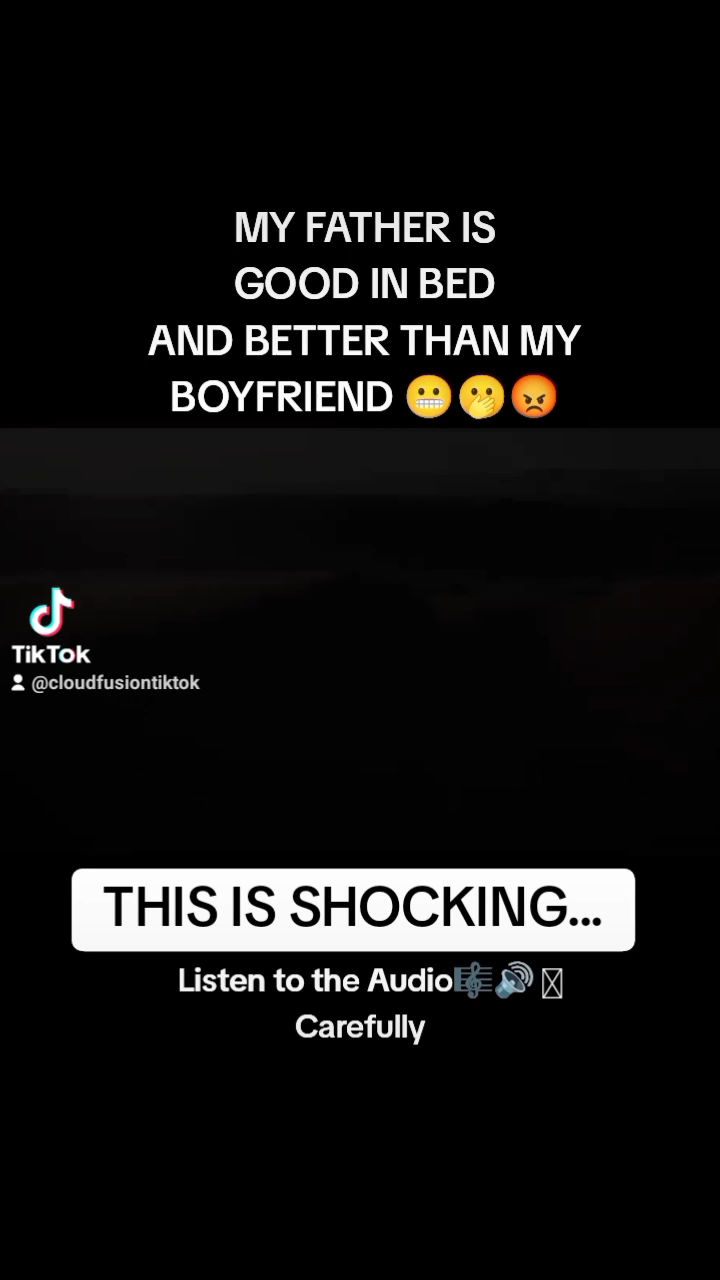 MY FATHER IS
GOOD IN BED
AND BETTER THAN MY
BOYFRIEND 😬🫢😡
TikTok
@cloudfusiontiktok
THIS IS SHOCKING...
Listen to the Audio🎼🔊
Carefully